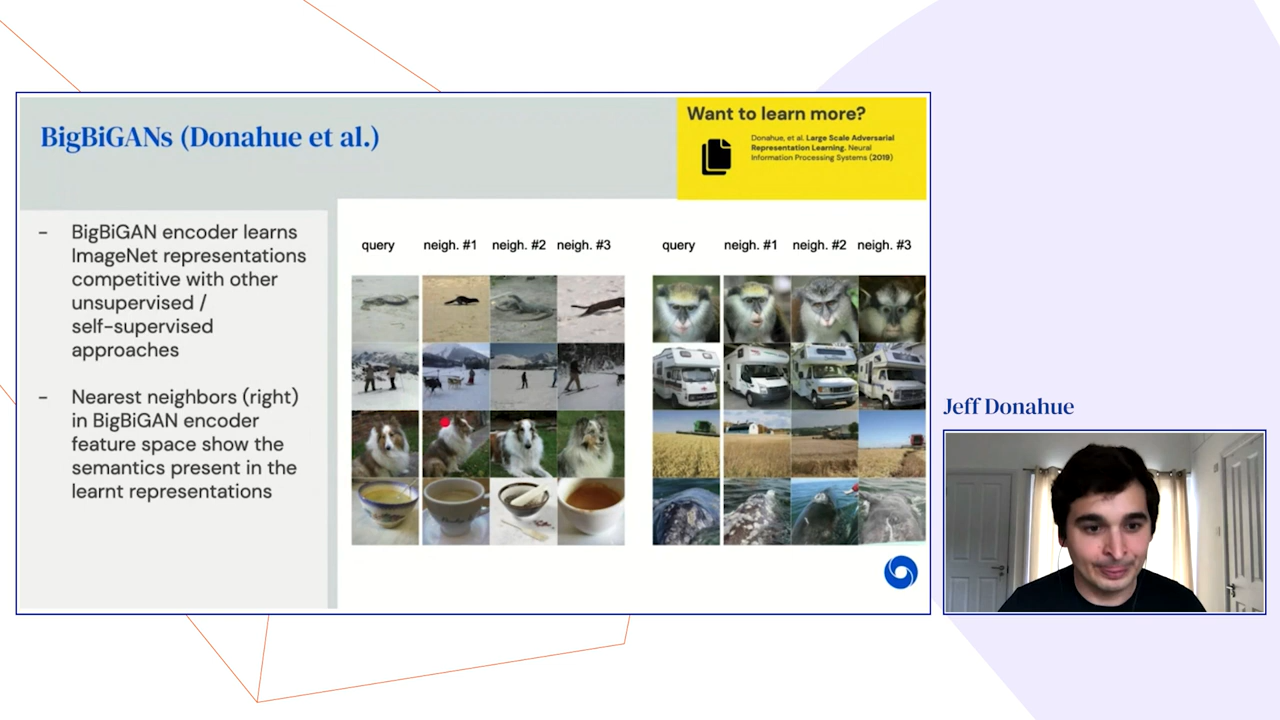 BigBiGANs (Donahue et al.)
Want to learn more?
Donahue, et al. Large Scale Adversarial
Representation Learning. Neural
Information Processing Systems (2019)
- BigBiGAN encoder learns
ImageNet representations
competitive with other
unsupervised /
self-supervised
approaches
- Nearest neighbors (right)
in BigBiGAN encoder
feature space show the
semantics present in the
learnt representations
query neigh. #1 neigh. #2 neigh. #3
query neigh. #1 neigh. #2 neigh. #3
Jeff Donahue